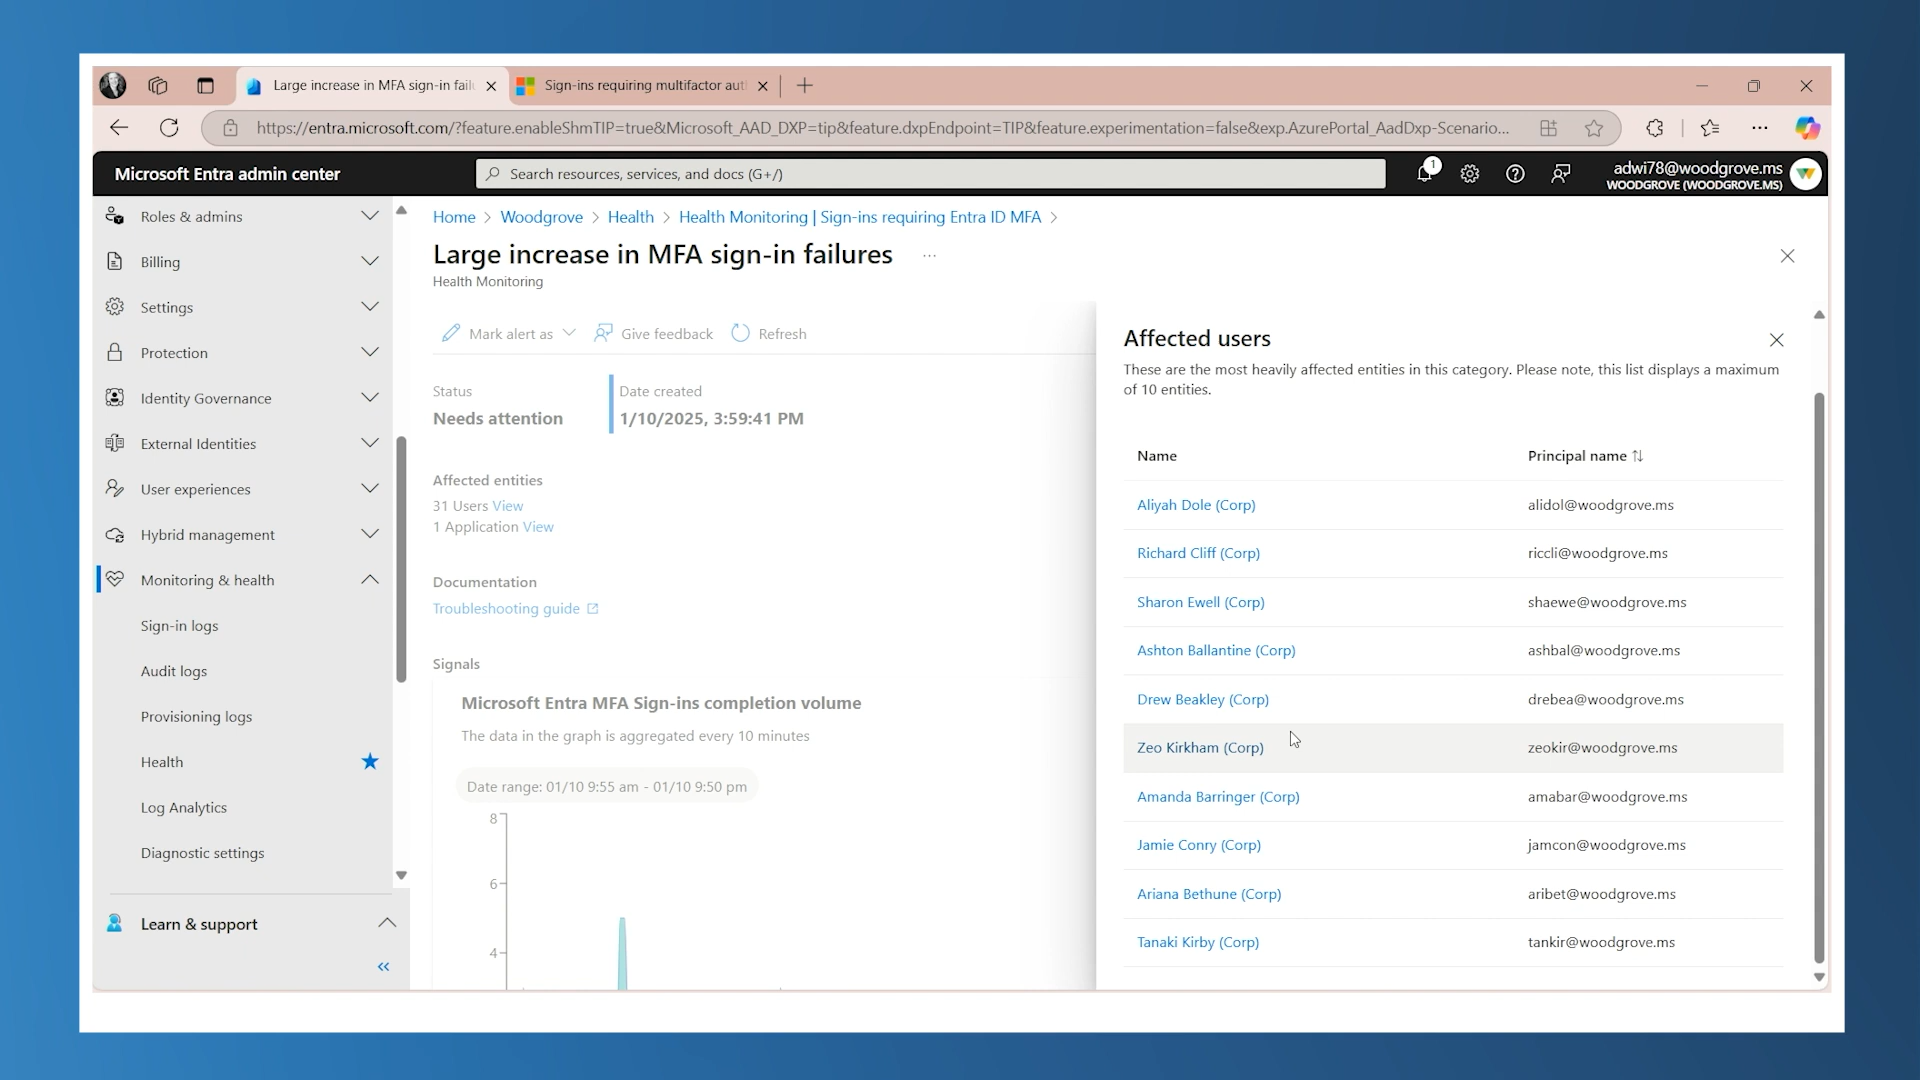 Large increase in MFA sign-in fail
Sign-ins requiring multifactor aut
https://entra.microsoft.com/?feature.enableShmTIP=true&Microsoft_AAD_DXP=tip&feature.dxpEndpoint=TIP&feature.experimentation=false&exp.AzurePortal_AadDxp-Scenario...
Microsoft Entra admin center
Search resources, services, and docs (G+/)
1
adwi78@woodgrove.ms
WOODGROVE (WOODGROVE.MS)
Roles & admins
Billing
Settings
Protection
Identity Governance
External Identities
User experiences
Hybrid management
Monitoring & health
Sign-in logs
Audit logs
Provisioning logs
Health
Log Analytics
Diagnostic settings
Learn & support
Home > Woodgrove > Health > Health Monitoring | Sign-ins requiring Entra ID MFA >
Large increase in MFA sign-in failures ...
Health Monitoring
Mark alert as
Give feedback
Refresh
Status
Needs attention
Date created
1/10/2025, 3:59:41 PM
Affected entities
31 Users View
1 Application View
Documentation
Troubleshooting guide
Signals
Microsoft Entra MFA Sign-ins completion volume
The data in the graph is aggregated every 10 minutes
Date range: 01/10 9:55 am - 01/10 9:50 pm
8
6
4
Affected users
These are the most heavily affected entities in this category. Please note, this list displays a maximum
of 10 entities.
Name Principal name
Aliyah Dole (Corp) alidol@woodgrove.ms
Richard Cliff (Corp) riccli@woodgrove.ms
Sharon Ewell (Corp) shaewe@woodgrove.ms
Ashton Ballantine (Corp) ashbal@woodgrove.ms
Drew Beakley (Corp) drebea@woodgrove.ms
Zeo Kirkham (Corp) zeokir@woodgrove.ms
Amanda Barringer (Corp) amabar@woodgrove.ms
Jamie Conry (Corp) jamcon@woodgrove.ms
Ariana Bethune (Corp) aribet@woodgrove.ms
Tanaki Kirby (Corp) tankir@woodgrove.ms